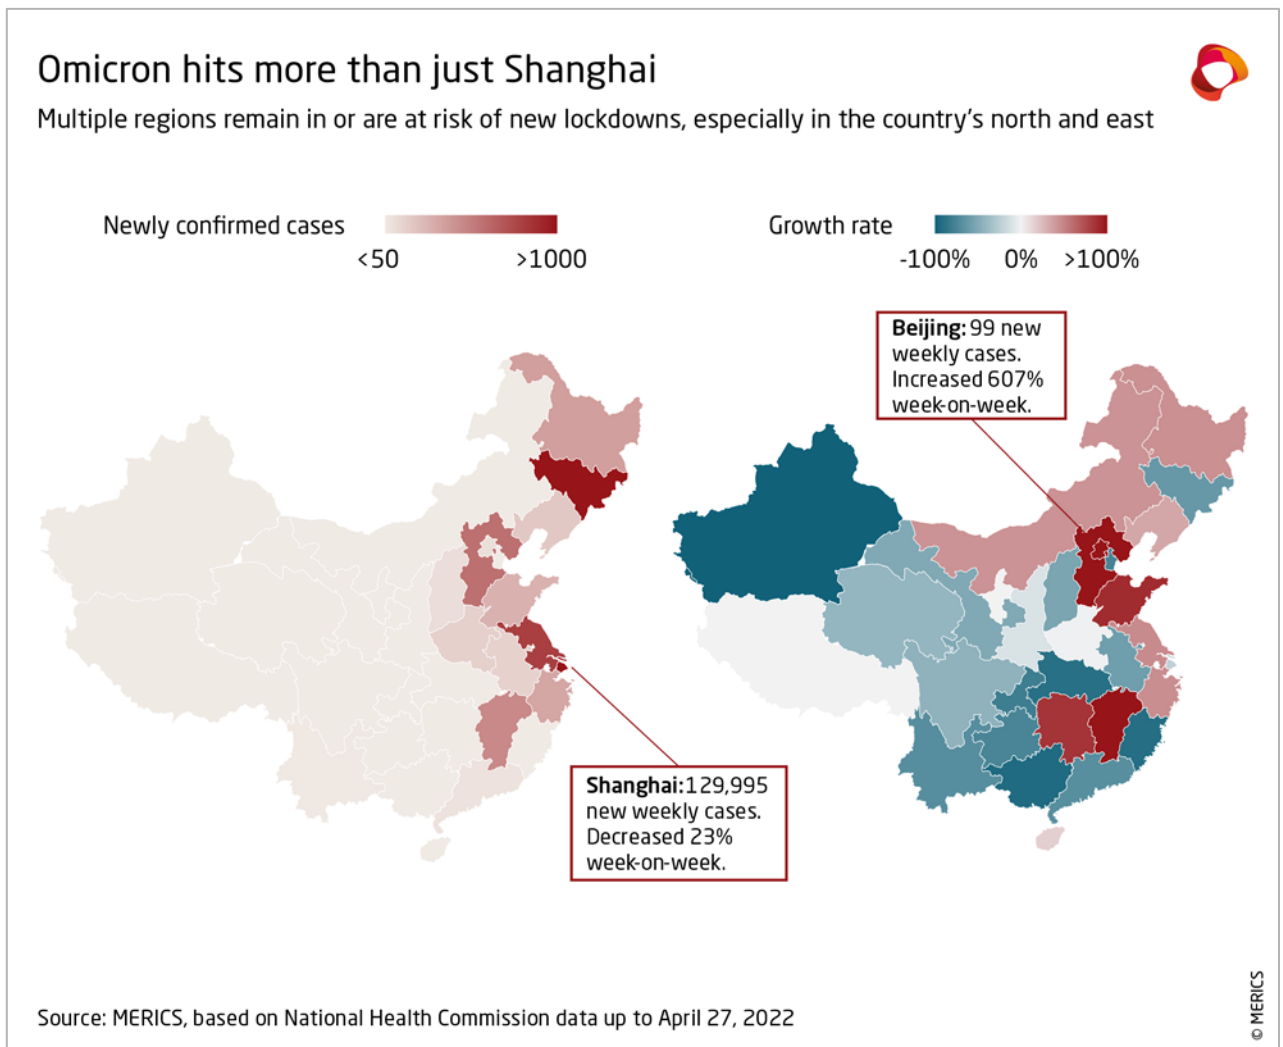 Omicron hits more than just Shanghai
Multiple regions remain in or are at risk of new lockdowns, especially in the country's north and east
Newly confirmed cases
<50
>1000
Growth rate
-100%
0%
>100%
Beijing: 99 new
weekly cases.
Increased 607%
week-on-week.
Shanghai:129,995
new weekly cases.
Decreased 23%
week-on-week.
Source: MERICS, based on National Health Commission data up to April 27, 2022
© MERICS